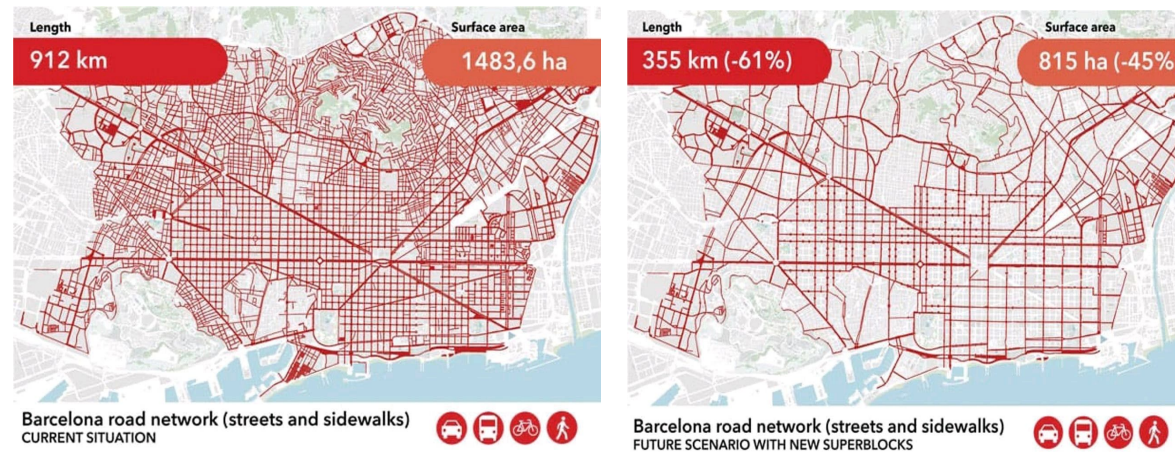 Length
Surface area
912 km
1483,6 ha
Barcelona road network (streets and sidewalks)
CURRENT SITUATION
Length
Surface area
355 km (-61%)
815 ha (-45%
Barcelona road network (streets and sidewalks)
FUTURE SCENARIO WITH NEW SUPERBLOCKS